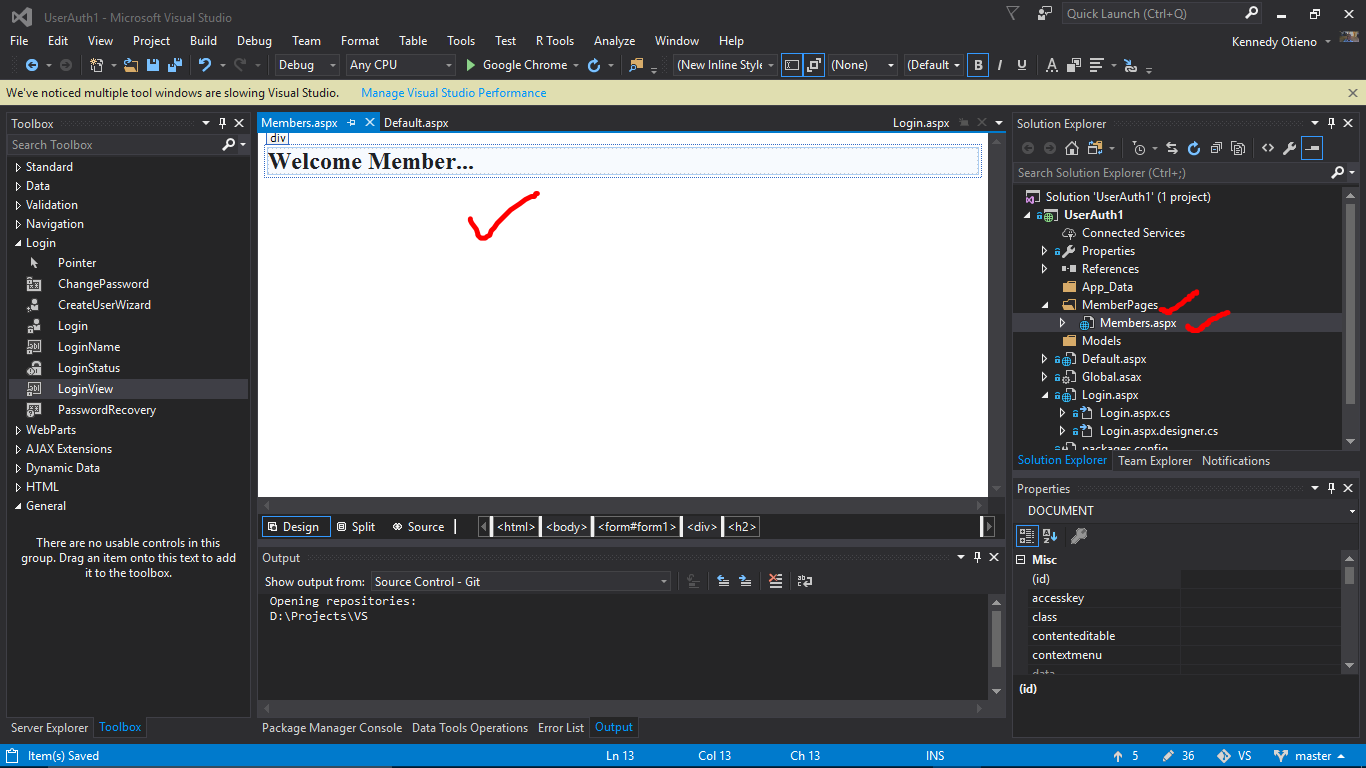 UserAuth1 - Microsoft Visual Studio
Quick Launch (Ctrl+Q)
File Edit View Project Build Debug Team Format Table Tools Test R Tools Analyze Window Help
Kennedy Otieno
Debug Any CPU Google Chrome (New Inline Style (None) (Default B I U A
We've noticed multiple tool windows are slowing Visual Studio. Manage Visual Studio Performance
Toolbox
Search Toolbox
Standard
Data
Validation
Navigation
Login
Pointer
ChangePassword
CreateUserWizard
Login
LoginName
LoginStatus
LoginView
PasswordRecovery
WebParts
AJAX Extensions
Dynamic Data
HTML
General
There are no usable controls in this
group. Drag an item onto this text to add
it to the toolbox.
Server Explorer Toolbox
Members.aspx Default.aspx Login.aspx
div
Welcome Member...
Design Split Source <html> <body> <form#form1> <div> <h2>
Output
Show output from: Source Control - Git
Opening repositories:
D:\Projects\VS
Package Manager Console Data Tools Operations Error List Output
Solution Explorer
Search Solution Explorer (Ctrl+;)
Solution 'UserAuth1' (1 project)
UserAuth1
Connected Services
Properties
References
App_Data
MemberPages
Members.aspx
Models
Default.aspx
Global.asax
Login.aspx
Login.aspx.cs
Login.aspx.designer.cs
packages.config
Solution Explorer Team Explorer Notifications
Properties
DOCUMENT
Misc
(id)
accesskey
class
contenteditable
contextmenu
data
(id)
Item(s) Saved Ln 13 Col 13 Ch 13 INS 5 36 VS master